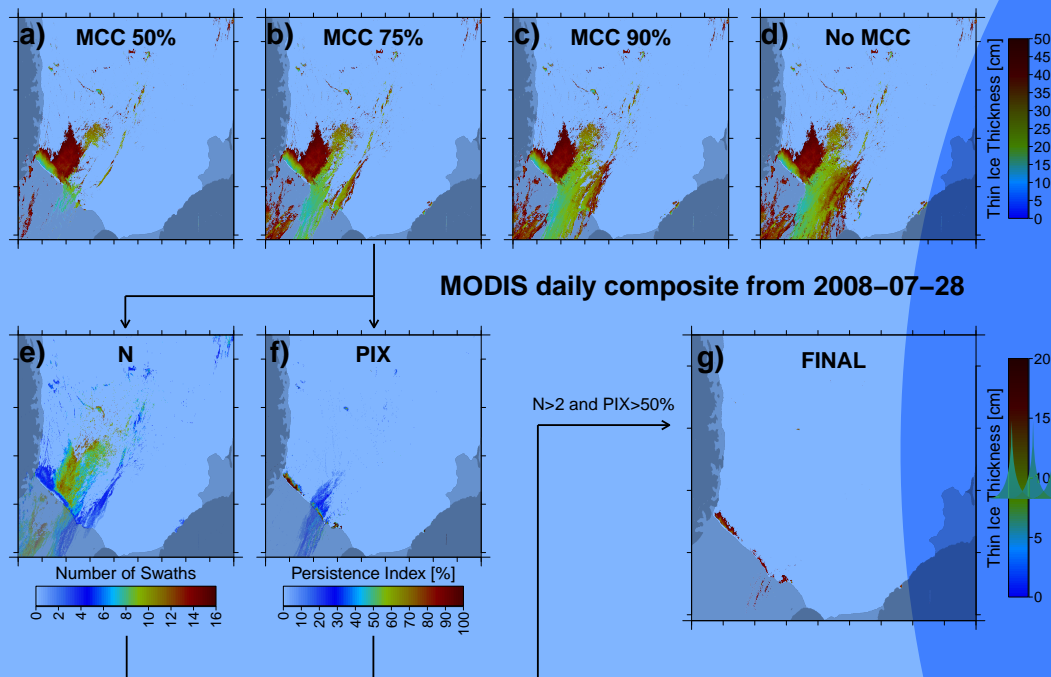 a) MCC 50%
b) MCC 75%
c) MCC 90%
d) No MCC
50
45
40
35
30
25
20
15
10
5
0
Thin Ice Thickness [cm]
MODIS daily composite from 2008–07–28
e) N
f) PIX
g) FINAL
N>2 and PIX>50%
20
15
10
5
0
Thin Ice Thickness [cm]
Number of Swaths
0 2 4 6 8 10 12 14 16
Persistence Index [%]
0 10 20 30 40 50 60 70 80 90 100